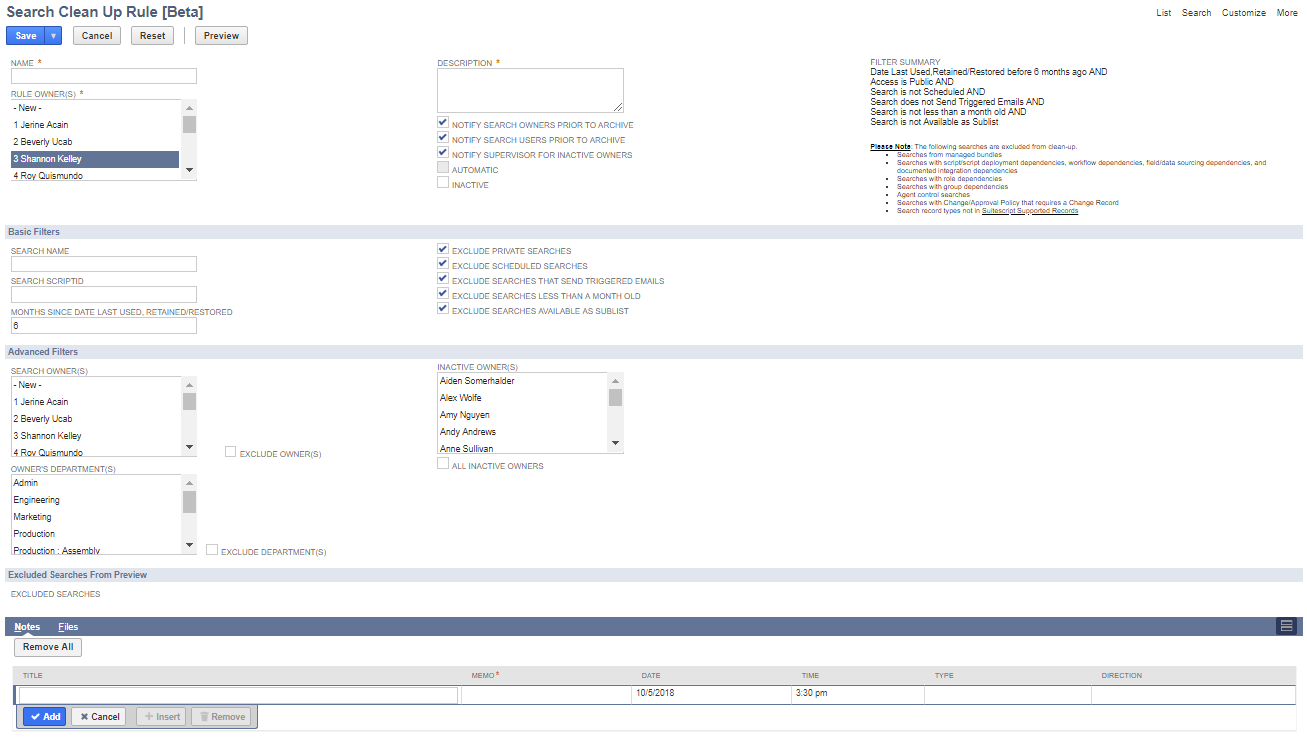 Search Clean Up Rule [Beta]
List Search Customize More
Save Cancel Reset Preview
NAME *
RULE OWNER(S) *
- New -
1 Jerine Acain
2 Beverly Ucab
3 Shannon Kelley
4 Roy Quismundo
DESCRIPTION *
NOTIFY SEARCH OWNERS PRIOR TO ARCHIVE
NOTIFY SEARCH USERS PRIOR TO ARCHIVE
NOTIFY SUPERVISOR FOR INACTIVE OWNERS
AUTOMATIC
INACTIVE
FILTER SUMMARY
Date Last Used,Retained/Restored before 6 months ago AND
Access is Public AND
Search is not Scheduled AND
Search does not Send Triggered Emails AND
Search is not less than a month old AND
Search is not Available as Sublist
Please Note: The following searches are excluded from clean-up.
Searches from managed bundles
Searches with script/script deployment dependencies, workflow dependencies, field/data sourcing dependencies, and
documented integration dependencies
Searches with role dependencies
Searches with group dependencies
Agent control searches
Searches with Change/Approval Policy that requires a Change Record
Search record types not in Suitescript Supported Records
Basic Filters
SEARCH NAME
SEARCH SCRIPTID
MONTHS SINCE DATE LAST USED, RETAINED/RESTORED
6
EXCLUDE PRIVATE SEARCHES
EXCLUDE SCHEDULED SEARCHES
EXCLUDE SEARCHES THAT SEND TRIGGERED EMAILS
EXCLUDE SEARCHES LESS THAN A MONTH OLD
EXCLUDE SEARCHES AVAILABLE AS SUBLIST
Advanced Filters
SEARCH OWNER(S)
- New -
1 Jerine Acain
2 Beverly Ucab
3 Shannon Kelley
4 Roy Quismundo
EXCLUDE OWNER(S)
INACTIVE OWNER(S)
Aiden Somerhalder
Alex Wolfe
Amy Nguyen
Andy Andrews
Anne Sullivan
ALL INACTIVE OWNERS
OWNER'S DEPARTMENT(S)
Admin
Engineering
Marketing
Production
Production : Assembly
EXCLUDE DEPARTMENT(S)
Excluded Searches From Preview
EXCLUDED SEARCHES
Notes Files
Remove All
TITLE MEMO* DATE TIME TYPE DIRECTION
10/5/2018 3:30 pm
Add Cancel Insert Remove